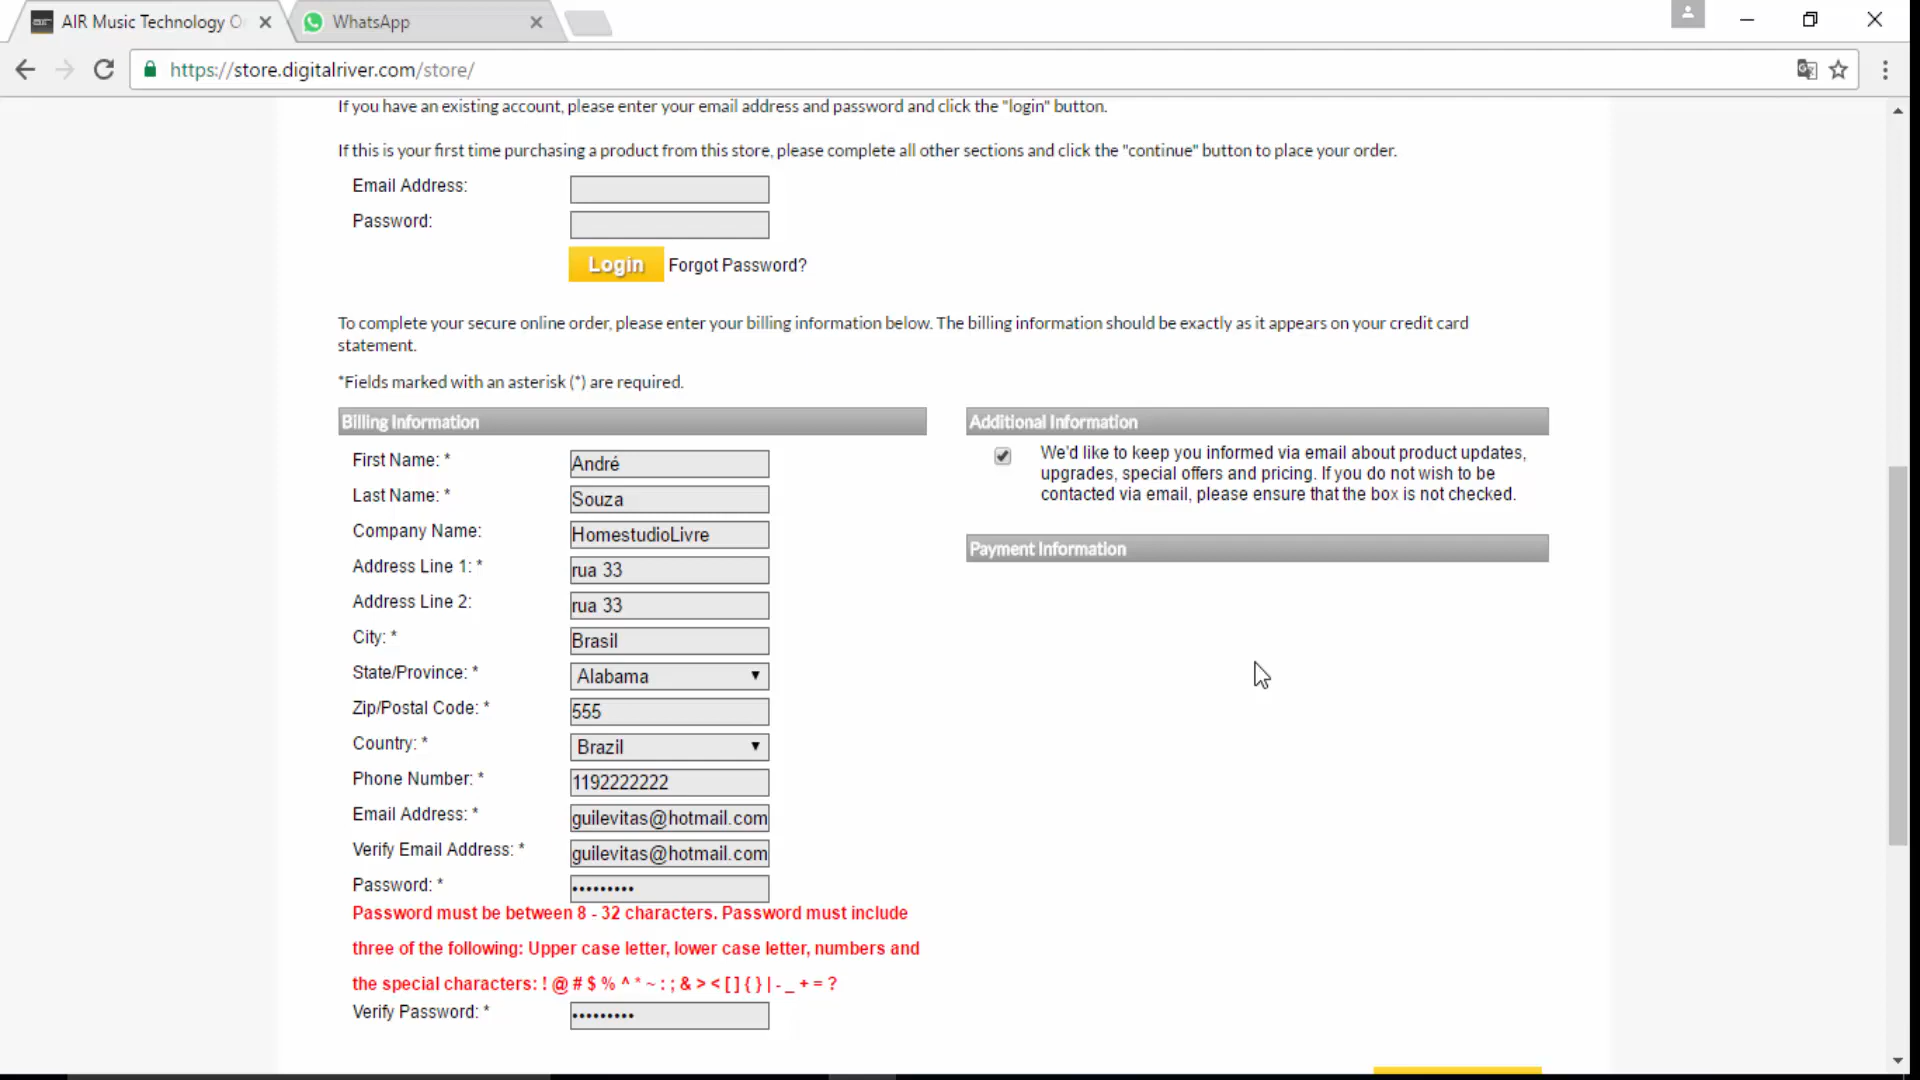 AIR Music Technology O
WhatsApp
https://store.digitalriver.com/store/
If you have an existing account, please enter your email address and password and click the "login" button.
If this is your first time purchasing a product from this store, please complete all other sections and click the "continue" button to place your order.
Email Address:
Password:
Login Forgot Password?
To complete your secure online order, please enter your billing information below. The billing information should be exactly as it appears on your credit card
statement.
*Fields marked with an asterisk (*) are required.
Billing Information
First Name: * André
Last Name: * Souza
Company Name: HomestudioLivre
Address Line 1: * rua 33
Address Line 2: rua 33
City: * Brasil
State/Province: * Alabama
Zip/Postal Code: * 555
Country: * Brazil
Phone Number: * 1192222222
Email Address: * guilevitas@hotmail.com
Verify Email Address: * guilevitas@hotmail.com
Password: * •••••••••
Password must be between 8 - 32 characters. Password must include
three of the following: Upper case letter, lower case letter, numbers and
the special characters: ! @ # $ % ^ * ~ : ; & > < [ ] { } | - _ + = ?
Verify Password: * •••••••••
Additional Information
We'd like to keep you informed via email about product updates,
upgrades, special offers and pricing. If you do not wish to be
contacted via email, please ensure that the box is not checked.
Payment Information